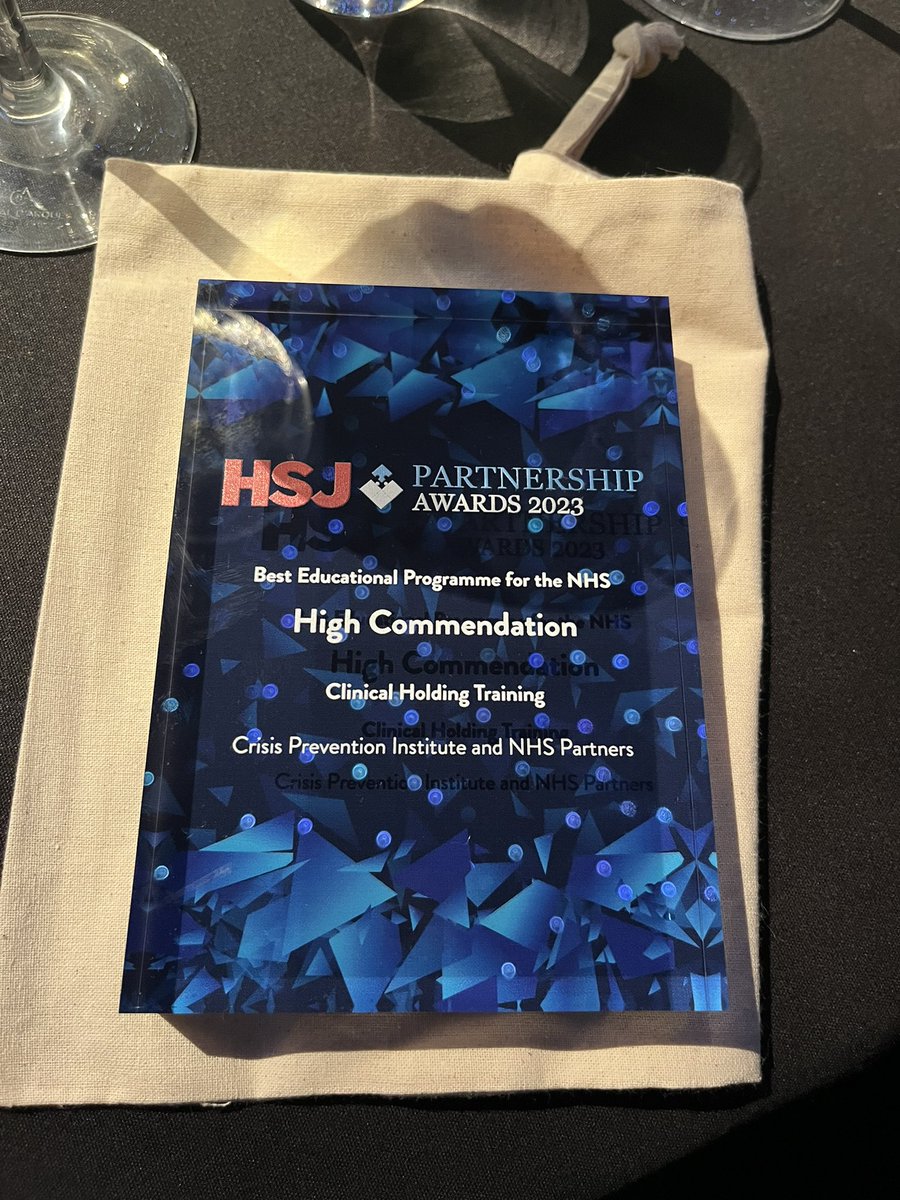 HSJ PARTNERSHIP
AWARDS 2023
Best Educational Programme for the NHS
High Commendation
Clinical Holding Training
Crisis Prevention Institute and NHS Partners